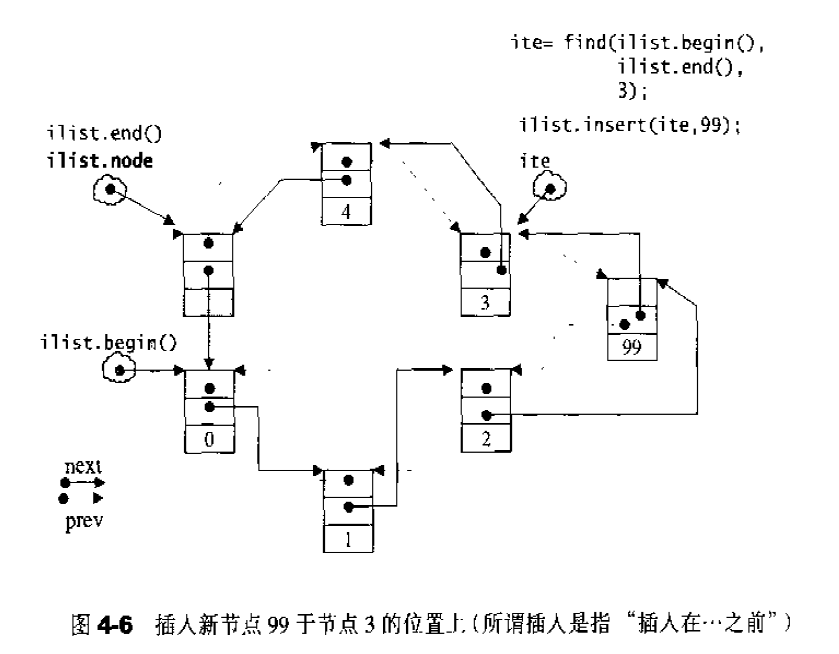 ite= find(ilist.begin(),
ilist.end(),
3);
ilist.insert(ite,99);
ilist.end()
ilist.node
ite
4
3
99
ilist.begin()
0
2
1
next
prev
图 4-6 插入新节点 99 于节点 3 的位置上(所谓插入是指 “插入在…之前”)